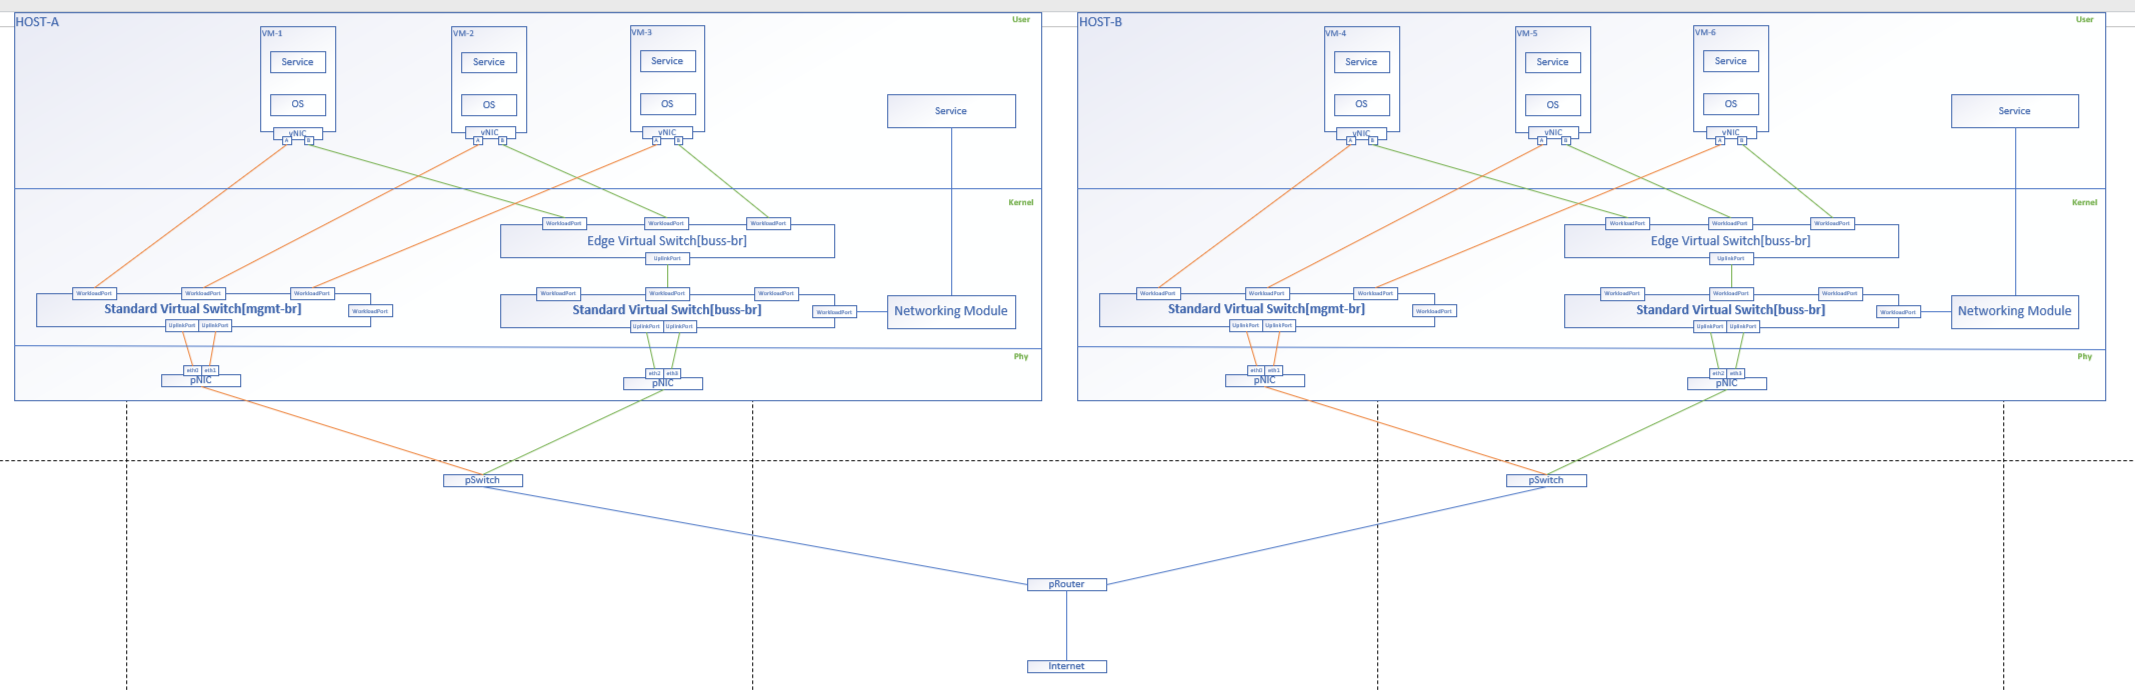 HOST-A
User
VM-1
VM-2
VM-3
Service
Service
Service
OS
OS
OS
Service
vNIC
vNIC
vNIC
A
B
A
B
A
B
Kernel
WorkloadPort
WorkloadPort
WorkloadPort
Edge Virtual Switch[buss-br]
UplinkPort
WorkloadPort
WorkloadPort
WorkloadPort
Standard Virtual Switch[mgmt-br]
WorkloadPort
UplinkPort
UplinkPort
WorkloadPort
WorkloadPort
WorkloadPort
Standard Virtual Switch[buss-br]
WorkloadPort
UplinkPort
UplinkPort
Networking Module
Phy
eth0
eth1
pNIC
eth2
eth3
pNIC
HOST-B
User
VM-4
VM-5
VM-6
Service
Service
Service
OS
OS
OS
Service
vNIC
vNIC
vNIC
A
B
A
B
A
B
Kernel
WorkloadPort
WorkloadPort
WorkloadPort
Edge Virtual Switch[buss-br]
UplinkPort
WorkloadPort
WorkloadPort
WorkloadPort
Standard Virtual Switch[mgmt-br]
WorkloadPort
UplinkPort
UplinkPort
WorkloadPort
WorkloadPort
WorkloadPort
Standard Virtual Switch[buss-br]
WorkloadPort
UplinkPort
UplinkPort
Networking Module
Phy
eth0
eth1
pNIC
eth2
eth3
pNIC
pSwitch
pSwitch
pRouter
Internet